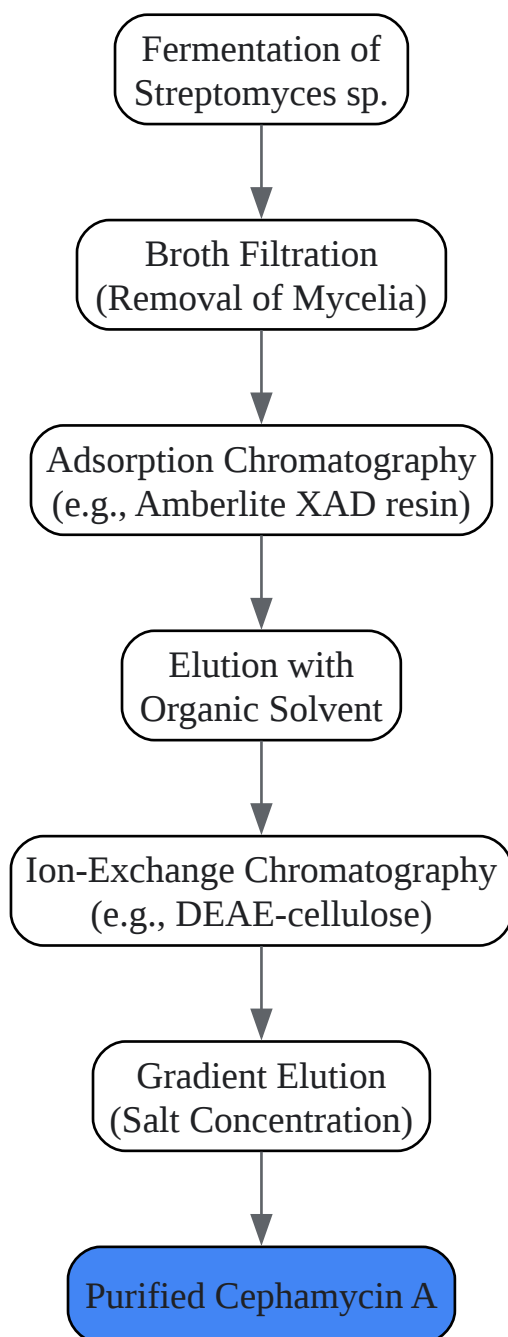 Fermentation of
Streptomyces sp.
Broth Filtration
(Removal of Mycelia)
Adsorption Chromatography
(e.g., Amberlite XAD resin)
Elution with
Organic Solvent
Ion-Exchange Chromatography
(e.g., DEAE-cellulose)
Gradient Elution
(Salt Concentration)
Purified Cephamycin A